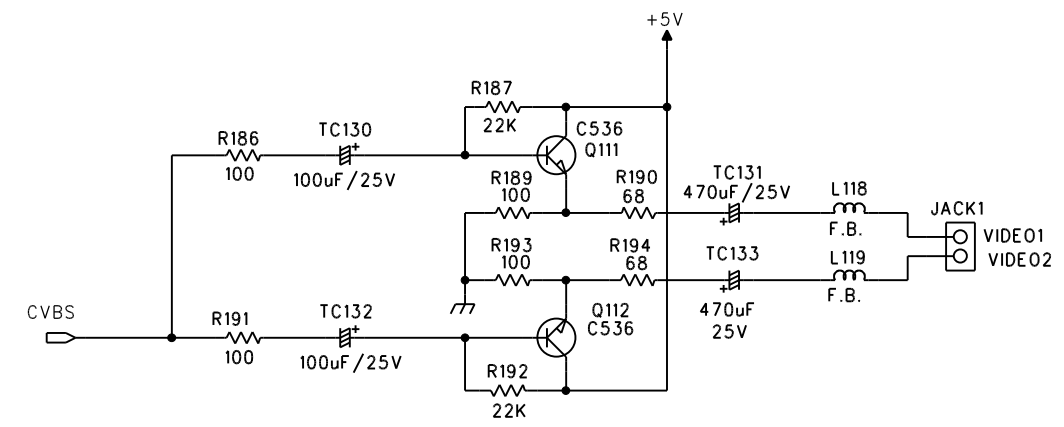 +5V
R187
22K
C536
Q111
TC130
100uF/25V
R186
100
R189
100
R190
68
TC131
470uF/25V
L118
F.B.
JACK1
VIDEO1
VIDEO2
R193
100
R194
68
TC133
470uF
25V
L119
F.B.
CVBS
R191
100
TC132
100uF/25V
Q112
C536
R192
22K